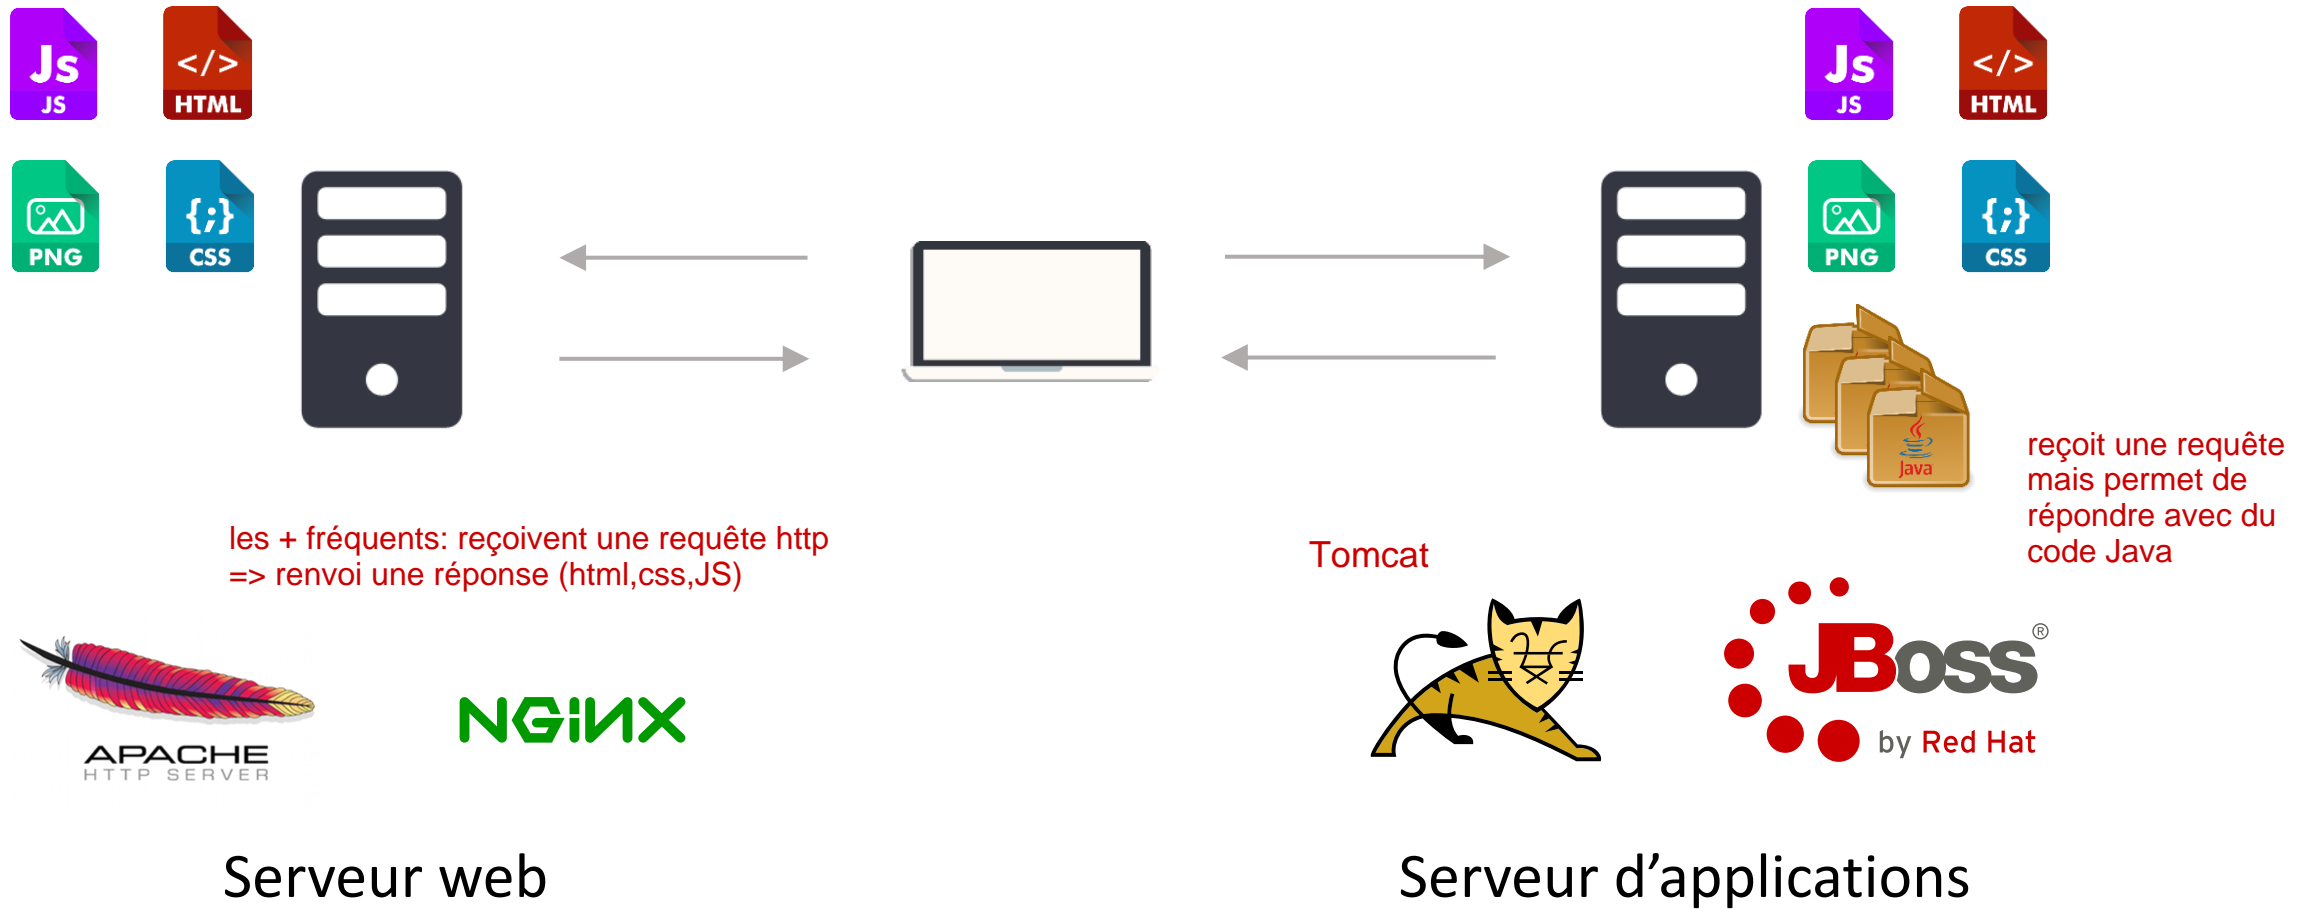 Js
JS
</>
HTML
PNG
{;}
CSS
les + fréquents: reçoivent une requête http
=> renvoi une réponse (html,css,JS)
APACHE
HTTP SERVER
NGiNX
Serveur web
Js
JS
</>
HTML
PNG
{;}
CSS
Java
reçoit une requête
mais permet de
répondre avec du
code Java
Tomcat
JBoss®
by Red Hat
Serveur d’applications